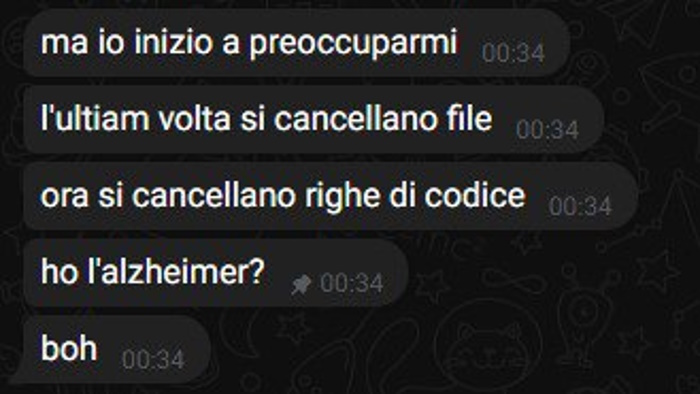 ma io inizio a preoccuparmi 00:34
l'ultiam volta si cancellano file 00:34
ora si cancellano righe di codice 00:34
ho l'alzheimer? 00:34
boh 00:34